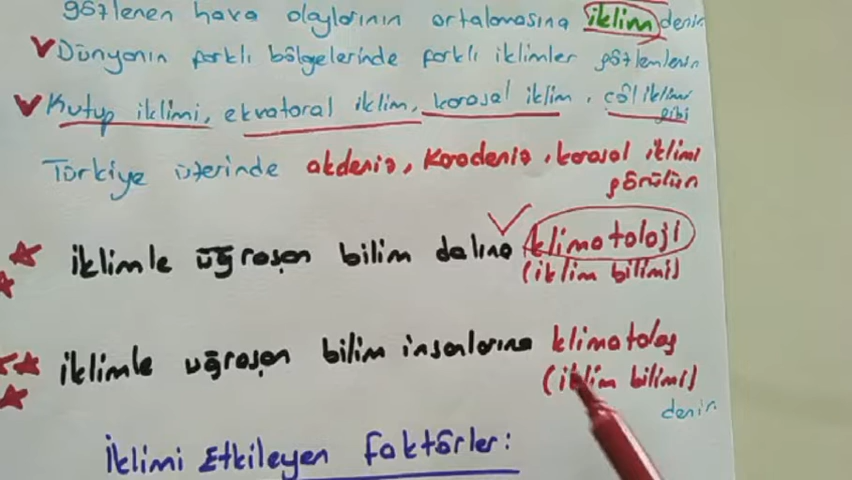 gözlenen hava olaylarının ortalamasına iklim denir
Dünyanın farklı bölgelerinde farklı iklimler gözlemlenir
Kutup iklimi, ekvatoral iklim, karasal iklim, çöl iklimi
gibi
Türkiye üzerinde akdeniz, Karadeniz, karasal iklimi
görülür
iklimle uğraşan bilim dalına klimatoloji
(iklim bilimi)
iklimle uğraşan bilim insanlarına klimatolog
(iklim bilimi)
denir
İklimi Etkileyen Faktörler: